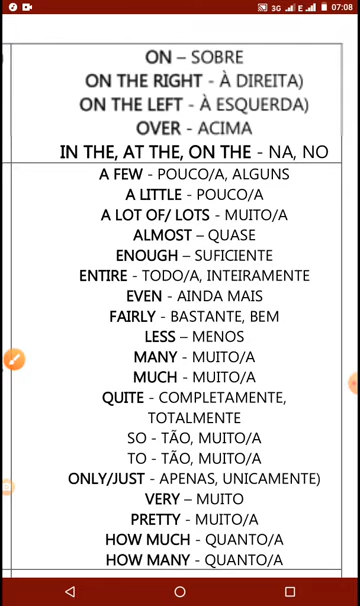 3G E 07:08
ON – SOBRE
ON THE RIGHT - À DIREITA)
ON THE LEFT - À ESQUERDA)
OVER - ACIMA
IN THE, AT THE, ON THE - NA, NO
A FEW - POUCO/A, ALGUNS
A LITTLE - POUCO/A
A LOT OF/ LOTS - MUITO/A
ALMOST – QUASE
ENOUGH – SUFICIENTE
ENTIRE - TODO/A, INTEIRAMENTE
EVEN - AINDA MAIS
FAIRLY - BASTANTE, BEM
LESS – MENOS
MANY - MUITO/A
MUCH - MUITO/A
QUITE - COMPLETAMENTE,
TOTALMENTE
SO - TÃO, MUITO/A
TO - TÃO, MUITO/A
ONLY/JUST - APENAS, UNICAMENTE)
VERY – MUITO
PRETTY - MUITO/A
HOW MUCH - QUANTO/A
HOW MANY - QUANTO/A